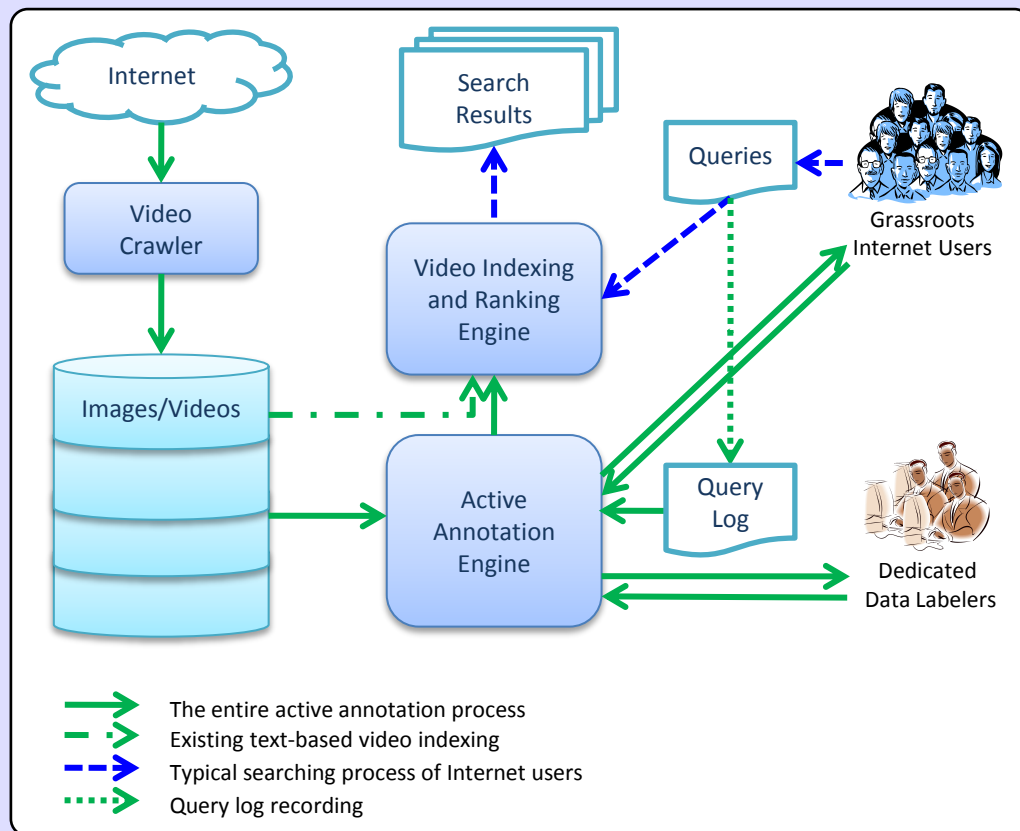 Internet
Search
Results
Queries
Video
Crawler
Grassroots
Internet Users
Video Indexing
and Ranking
Engine
Images/Videos
Active
Annotation
Engine
Query
Log
Dedicated
Data Labelers
The entire active annotation process
Existing text-based video indexing
Typical searching process of Internet users
Query log recording